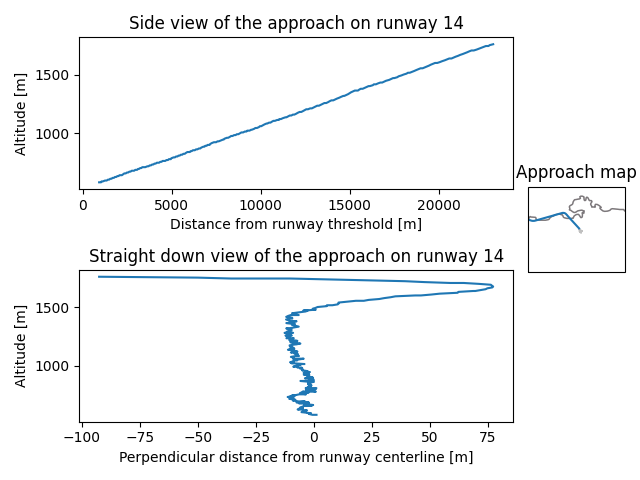 Side view of the approach on runway 14
Altitude [m]
1500
1000
0
5000
10000
15000
20000
Distance from runway threshold [m]
Approach map
Straight down view of the approach on runway 14
Altitude [m]
1500
1000
−100
−75
−50
−25
0
25
50
75
Perpendicular distance from runway centerline [m]